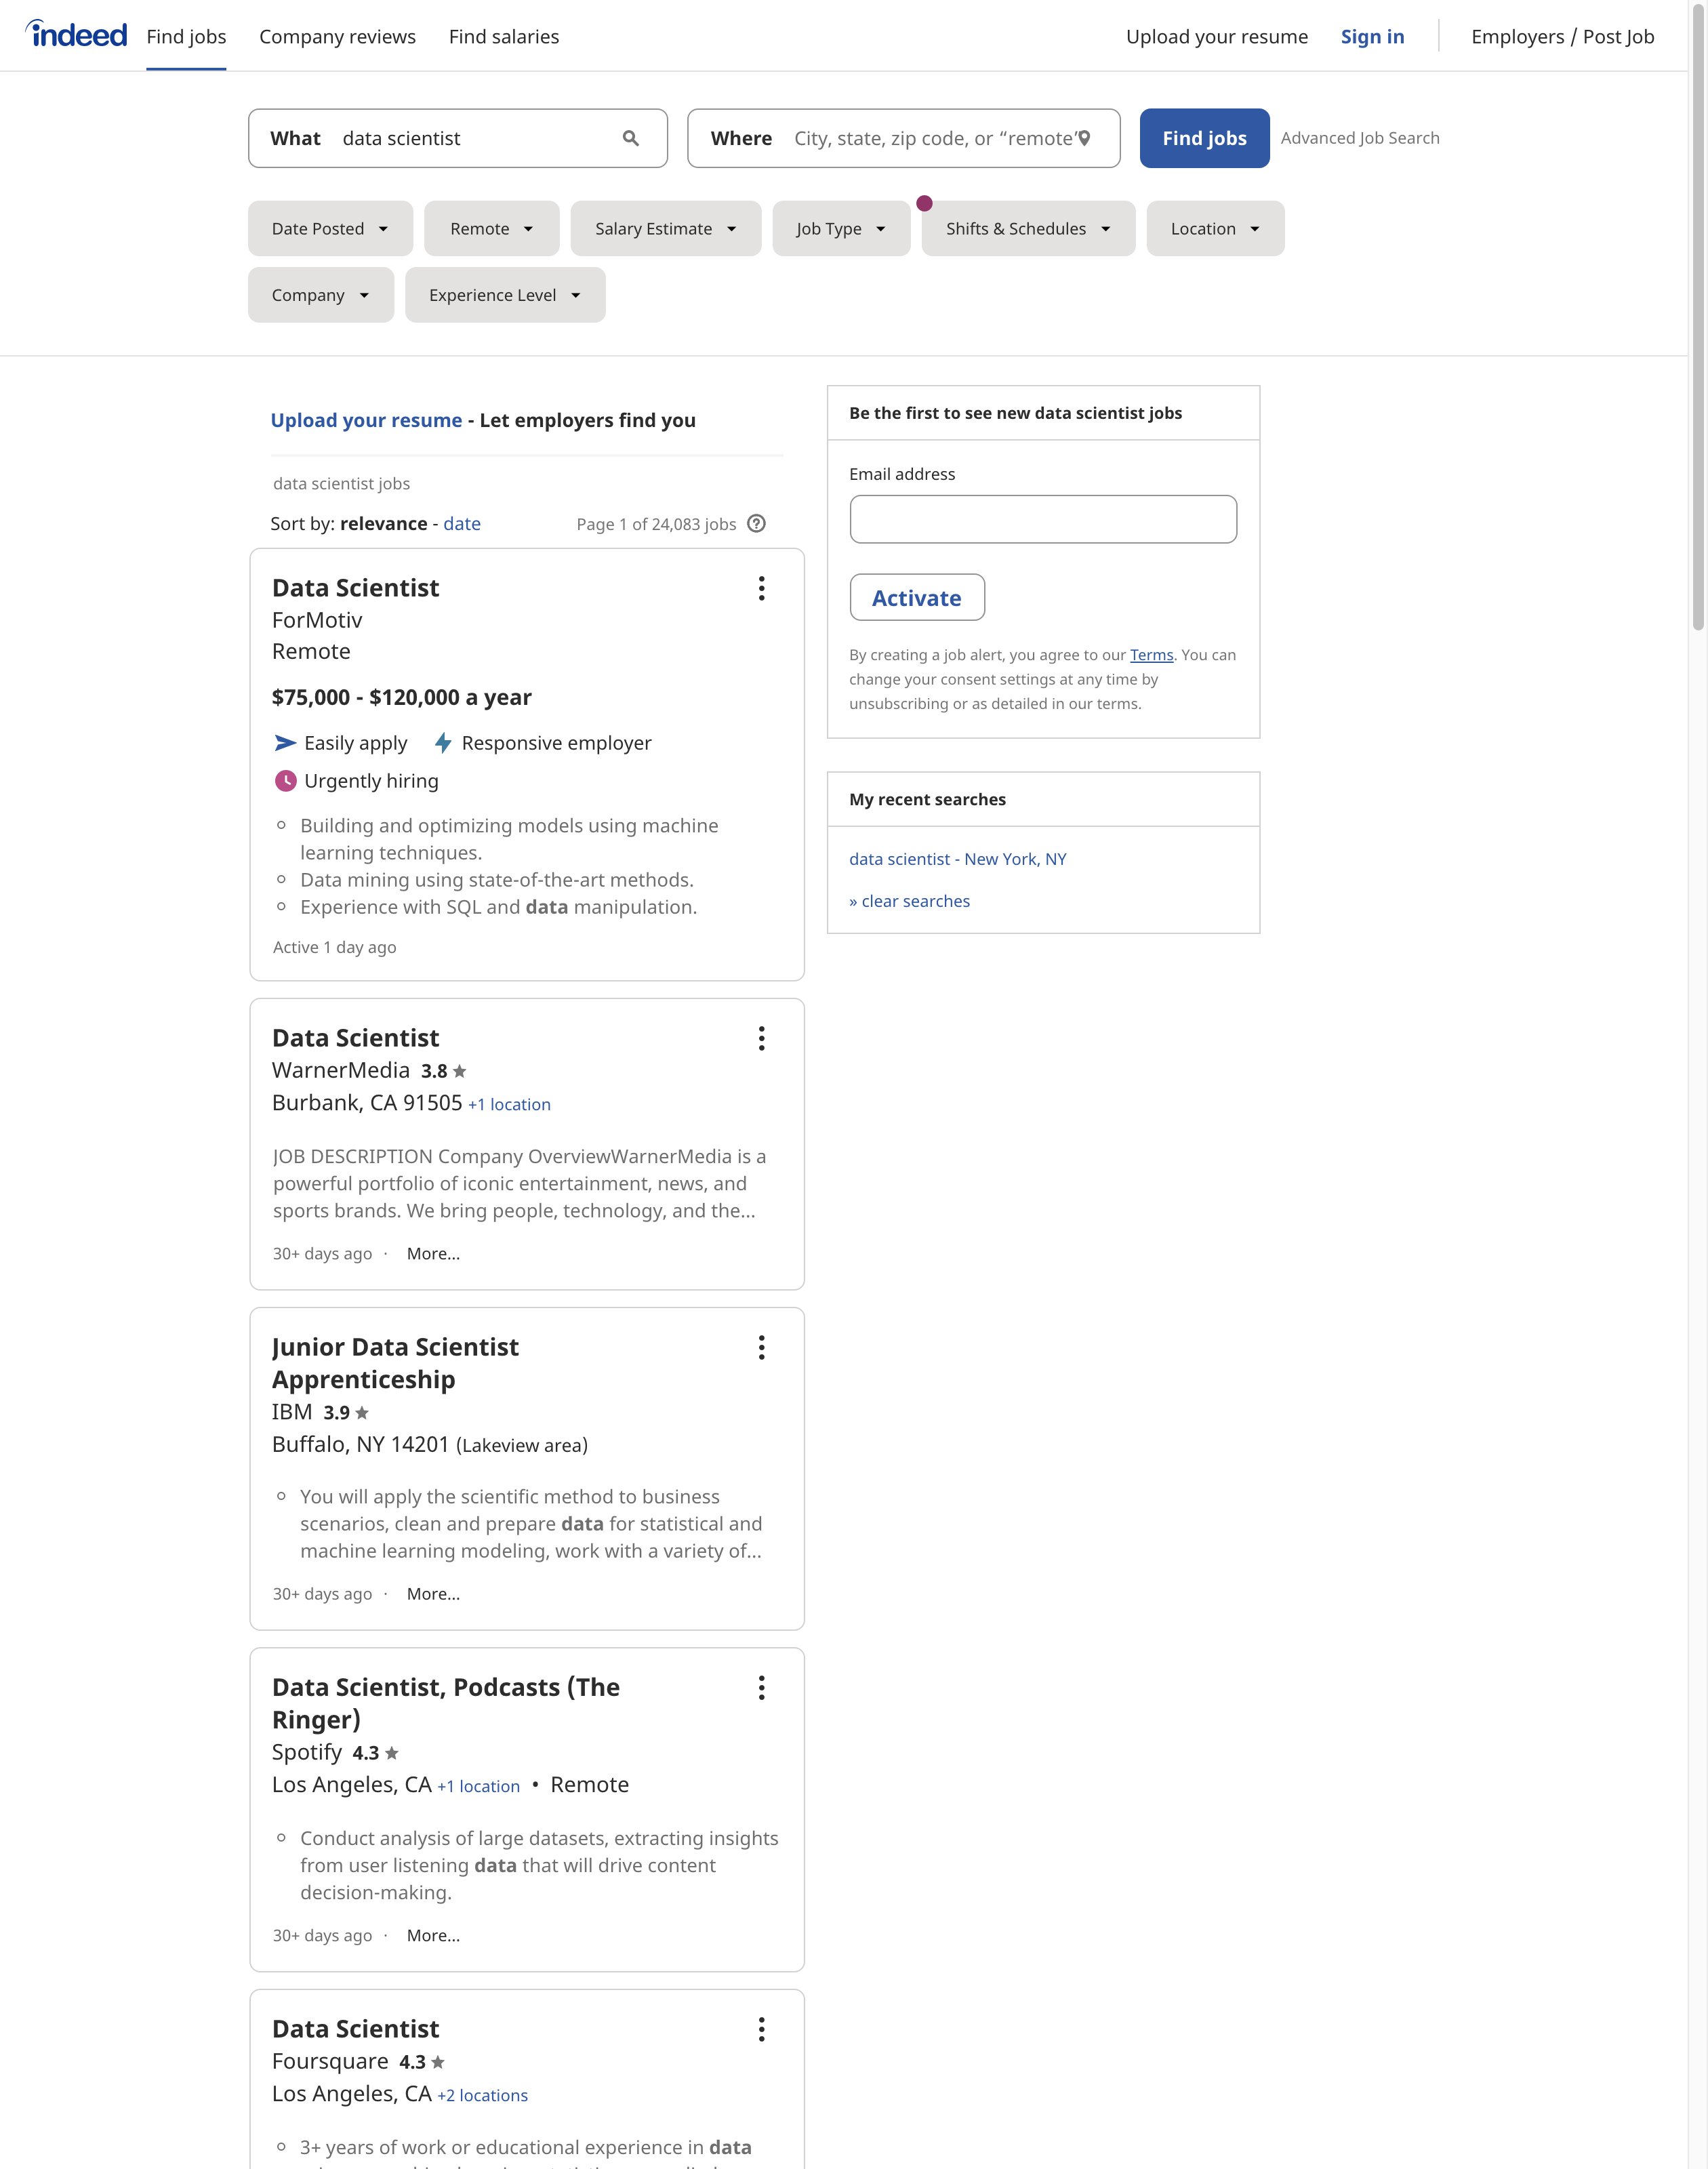 indeed Find jobs Company reviews Find salaries Upload your resume Sign in Employers / Post Job
What data scientist Where City, state, zip code, or “remote” Find jobs Advanced Job Search
Date Posted Remote Salary Estimate Job Type Shifts & Schedules Location
Company Experience Level
Upload your resume - Let employers find you
data scientist jobs
Sort by: relevance - date Page 1 of 24,083 jobs
Data Scientist
ForMotiv
Remote
$75,000 - $120,000 a year
Easily apply Responsive employer
Urgently hiring
Building and optimizing models using machine
learning techniques.
Data mining using state-of-the-art methods.
Experience with SQL and data manipulation.
Active 1 day ago
Data Scientist
WarnerMedia 3.8
Burbank, CA 91505 +1 location
JOB DESCRIPTION Company OverviewWarnerMedia is a
powerful portfolio of iconic entertainment, news, and
sports brands. We bring people, technology, and the...
30+ days ago · More...
Junior Data Scientist
Apprenticeship
IBM 3.9
Buffalo, NY 14201 (Lakeview area)
You will apply the scientific method to business
scenarios, clean and prepare data for statistical and
machine learning modeling, work with a variety of...
30+ days ago · More...
Data Scientist, Podcasts (The
Ringer)
Spotify 4.3
Los Angeles, CA +1 location • Remote
Conduct analysis of large datasets, extracting insights
from user listening data that will drive content
decision-making.
30+ days ago · More...
Data Scientist
Foursquare 4.3
Los Angeles, CA +2 locations
3+ years of work or educational experience in data
Be the first to see new data scientist jobs
Email address
Activate
By creating a job alert, you agree to our Terms. You can
change your consent settings at any time by
unsubscribing or as detailed in our terms.
My recent searches
data scientist - New York, NY
» clear searches